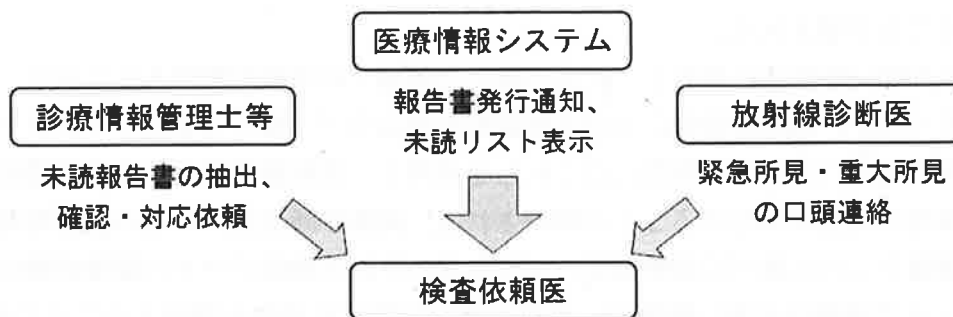 医療情報システム
報告書発行通知、
未読リスト表示
診療情報管理士等
未読報告書の抽出、
確認・対応依頼
放射線診断医
緊急所見・重大所見
の口頭連絡
検査依頼医